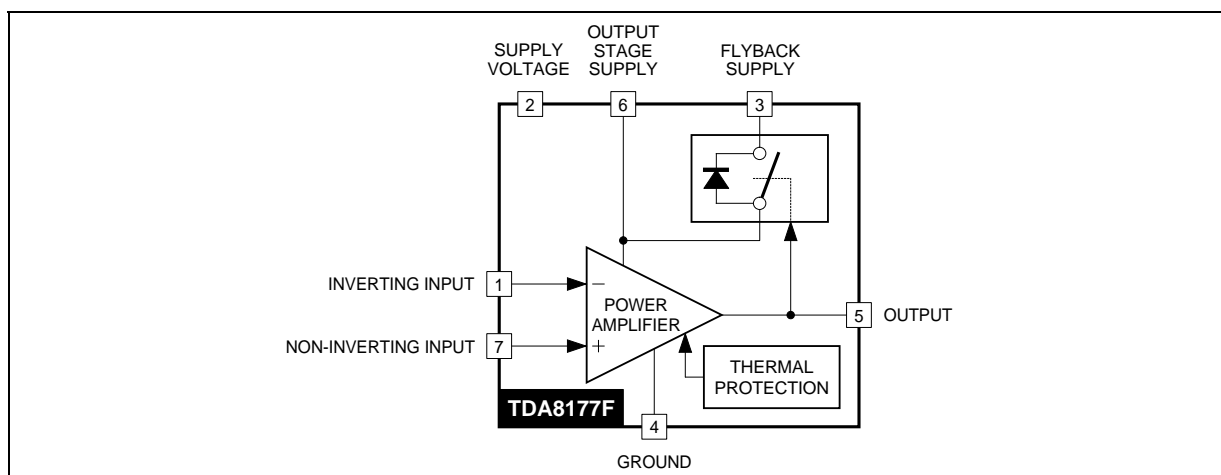 SUPPLY
VOLTAGE
OUTPUT
STAGE
SUPPLY
FLYBACK
SUPPLY
2
6
3
INVERTING INPUT
1
−
POWER
AMPLIFIER
5
OUTPUT
NON-INVERTING INPUT
7
+
THERMAL
PROTECTION
TDA8177F
4
GROUND